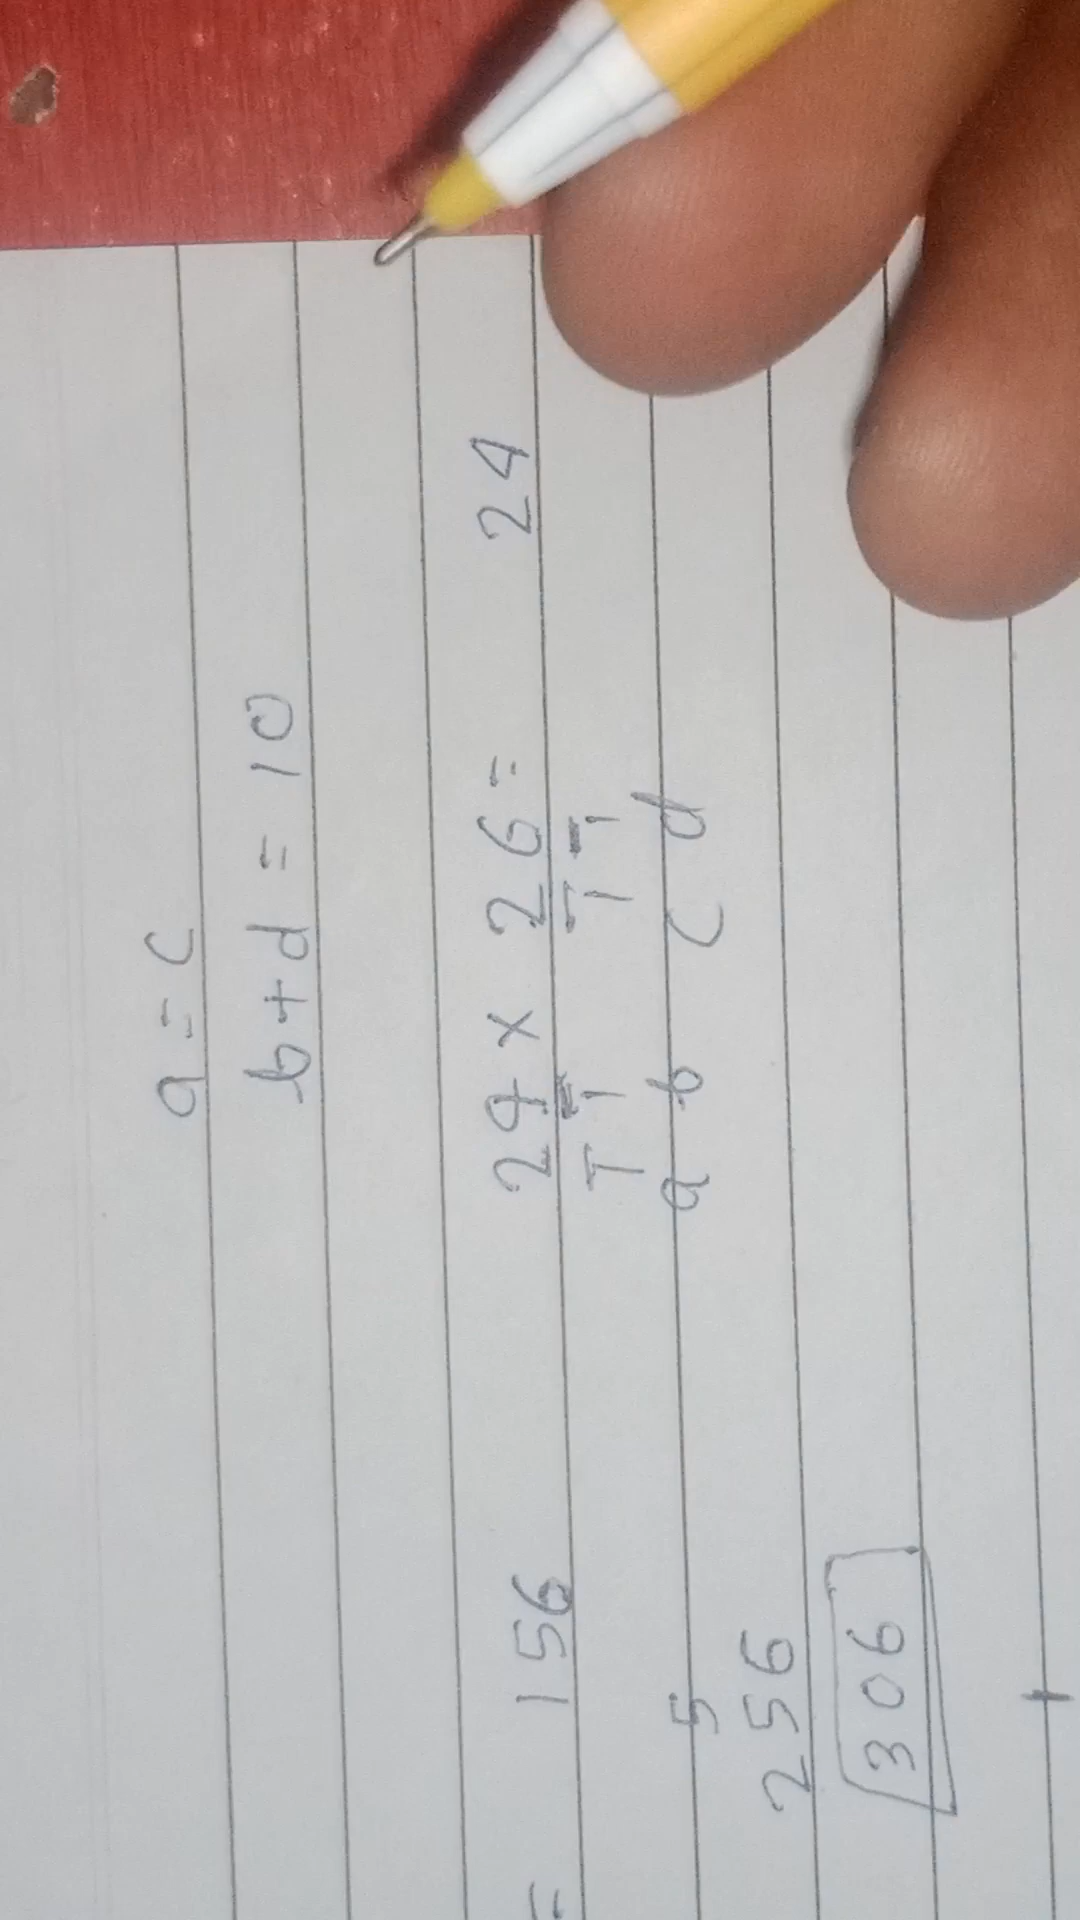 a = c
b + d = 10
= 156 24 × 26 = 24
T T T T
5 a b c d
256
306